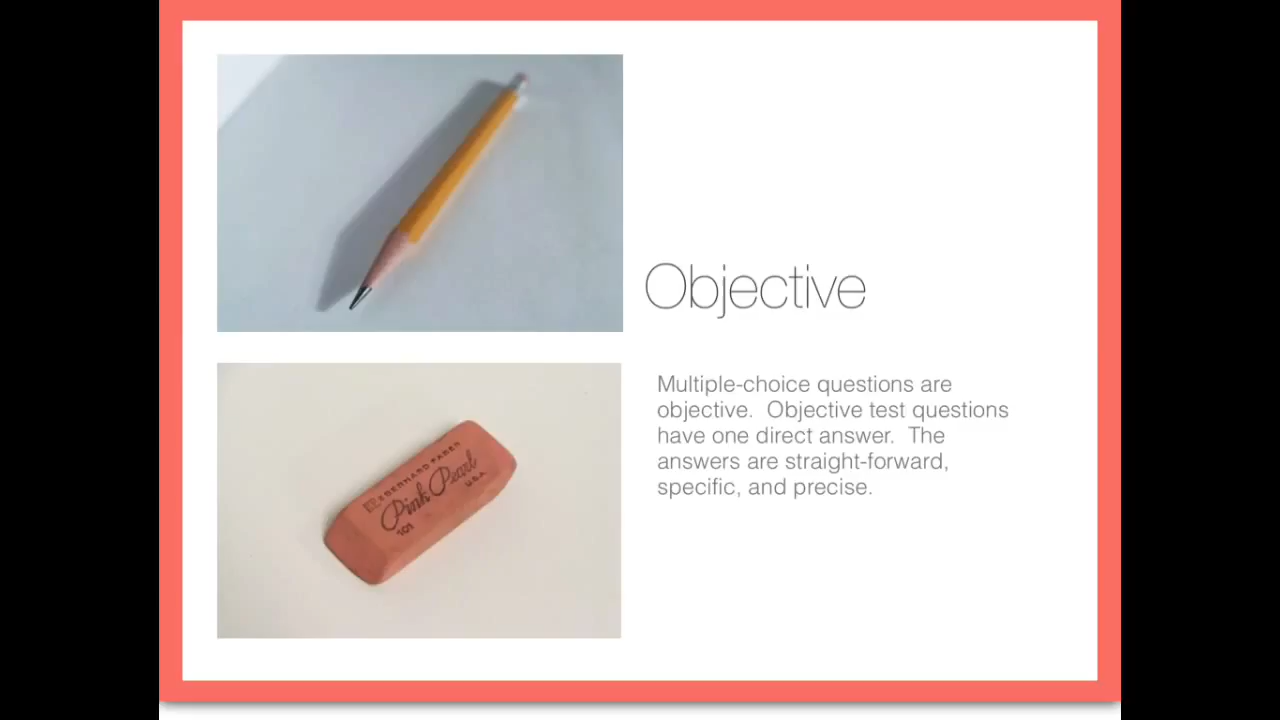 Objective
Multiple-choice questions are
objective.  Objective test questions
have one direct answer.  The
answers are straight-forward,
specific, and precise.
EBERHARD FABER
Pink Pearl
101
U.S.A.